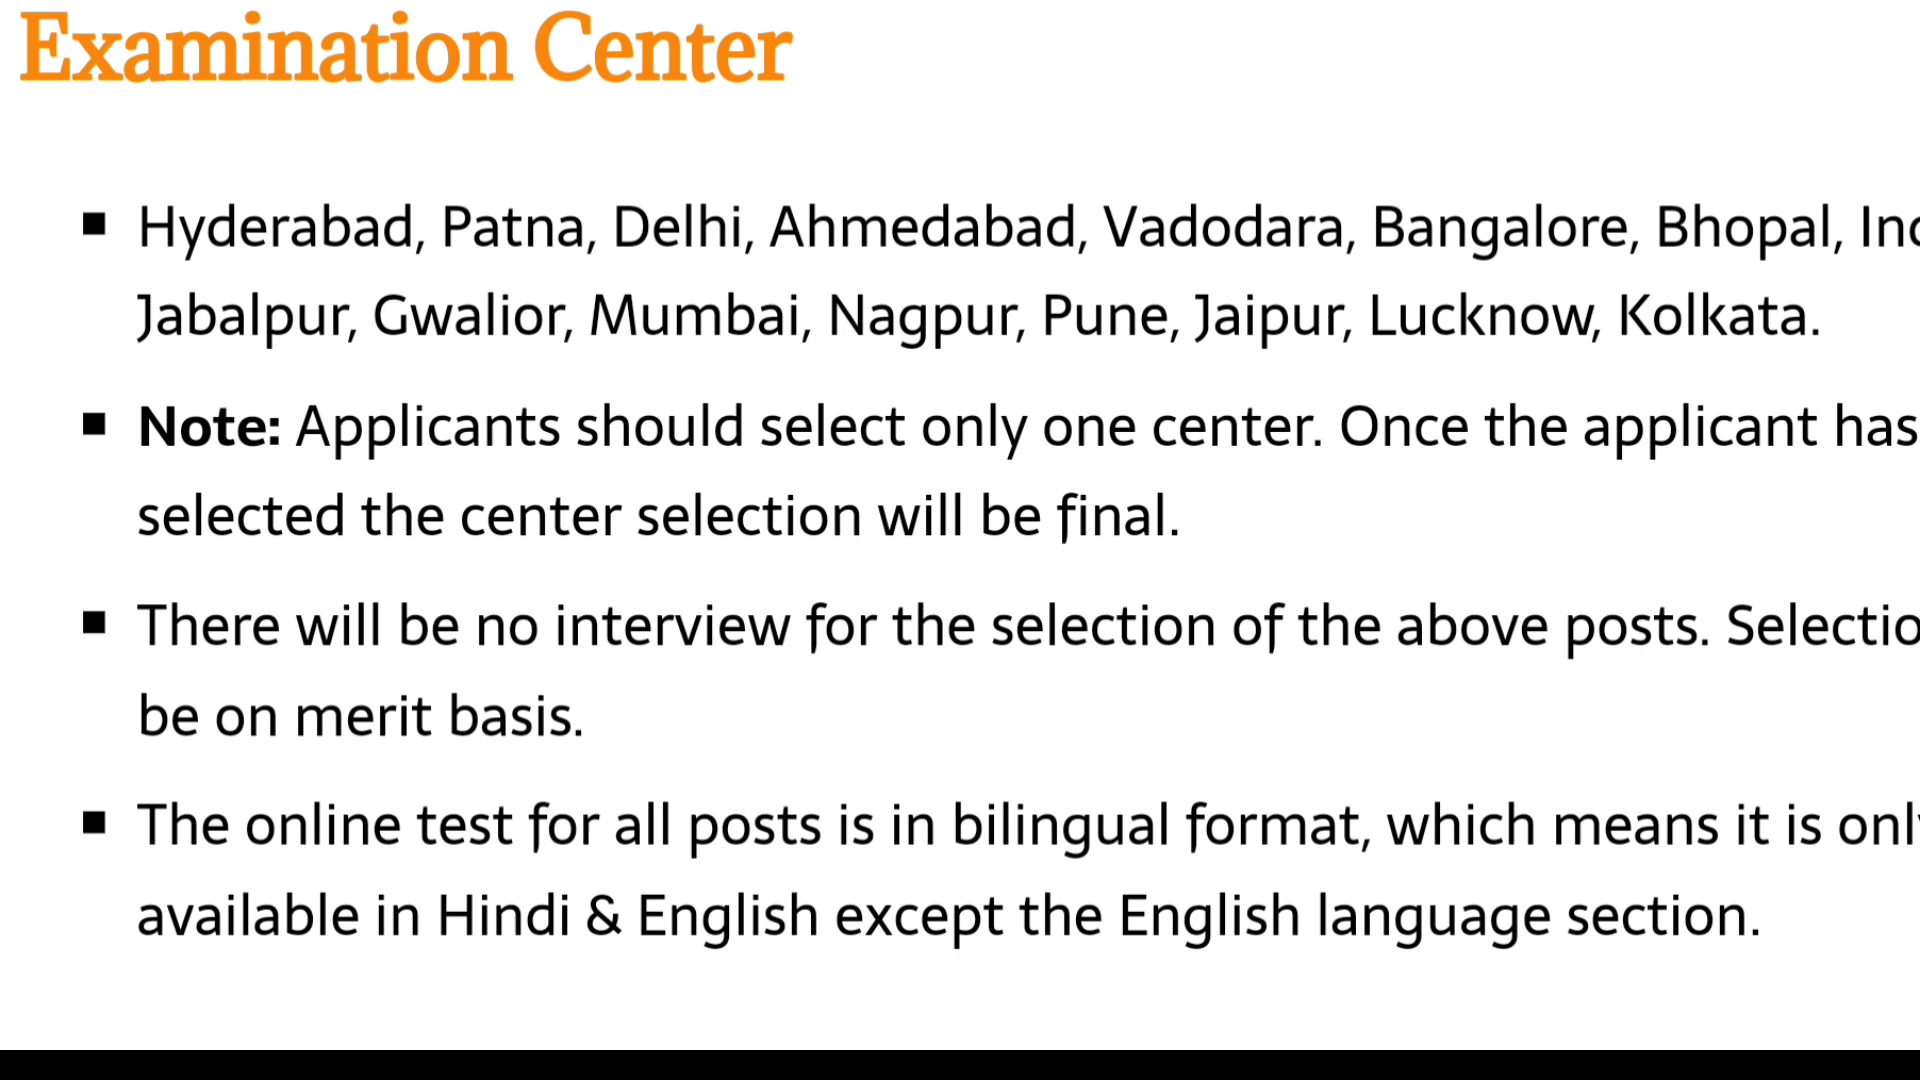 Examination Center
▪ Hyderabad, Patna, Delhi, Ahmedabad, Vadodara, Bangalore, Bhopal,
Jabalpur, Gwalior, Mumbai, Nagpur, Pune, Jaipur, Lucknow, Kolkata.
▪ Note: Applicants should select only one center. Once the applicant has
selected the center selection will be final.
▪ There will be no interview for the selection of the above posts.
be on merit basis.
▪ The online test for all posts is in bilingual format, which means it is
available in Hindi & English except the English language section.